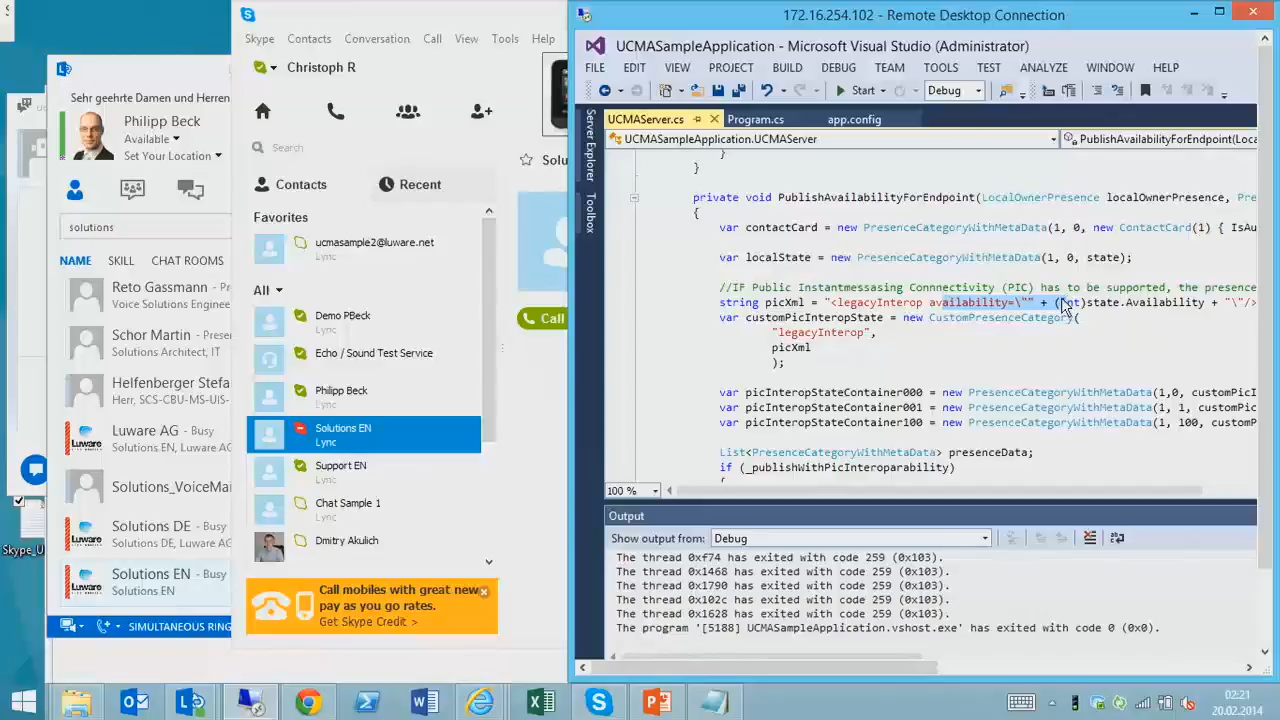 Sehr geehrte Damen und Herren
Philipp Beck
Available
Set Your Location
solutions
NAME SKILL CHAT ROOMS
Reto Gassmann
Herr, Solutions Engineering
Schor Martin -
Solutions Architect, IT
Helfenberger Stefa
Herr, SCS-CBU-MS-UIS-
Luware AG - Busy
Solutions EN, Luware AG
Solutions_VoiceMai
Solutions DE - Busy
Solutions DE, Luware AG
Solutions EN - Busy
Solutions EN
SIMULTANEOUS RING
Skype_U
Skype Contacts Conversation Call View Tools Help
Christoph R
Search
Contacts Recent
Favorites
ucmasample2@luware.net
Lync
All
Demo PBeck
Lync
Echo / Sound Test Service
Philipp Beck
Lync
Solutions EN
Lync
Support EN
Lync
Chat Sample 1
Lync
Dmitry Akulich
Call mobiles with great new
pay as you go rates.
Get Skype Credit >
Solu
Call
172.16.254.102 - Remote Desktop Connection
UCMASampleApplication - Microsoft Visual Studio (Administrator)
FILE EDIT VIEW PROJECT BUILD DEBUG TEAM TOOLS TEST ANALYZE WINDOW HELP
Start Debug
Server Explorer
Toolbox
UCMAServer.cs Program.cs app.config
UCMASampleApplication.UCMAServer PublishAvailabilityForEndpoint(Loca
}
}
private void PublishAvailabilityForEndpoint(LocalOwnerPresence localOwnerPresence, Pre
{
var contactCard = new PresenceCategoryWithMetaData(1, 0, new ContactCard(1) { IsAu
var localState = new PresenceCategoryWithMetaData(1, 0, state);
//IF Public Instantmessasing Connnectivity (PIC) has to be supported, the presence
string picXml = "<legacyInterop availability=\"" + (int)state.Availability + "\"/>
var customPicInteropState = new CustomPresenceCategory(
"legacyInterop",
picXml
);
var picInteropStateContainer000 = new PresenceCategoryWithMetaData(1,0, customPicI
var picInteropStateContainer001 = new PresenceCategoryWithMetaData(1, 1, customPic
var picInteropStateContainer100 = new PresenceCategoryWithMetaData(1, 100, customP
List<PresenceCategoryWithMetaData> presenceData;
if (_publishWithPicInteroparability)
100 %
Output
Show output from: Debug
The thread 0xf74 has exited with code 259 (0x103).
The thread 0x1468 has exited with code 259 (0x103).
The thread 0x1790 has exited with code 259 (0x103).
The thread 0x102c has exited with code 259 (0x103).
The thread 0x1628 has exited with code 259 (0x103).
The program '[5188] UCMASampleApplication.vshost.exe' has exited with code 0 (0x0).
02:21
20.02.2014